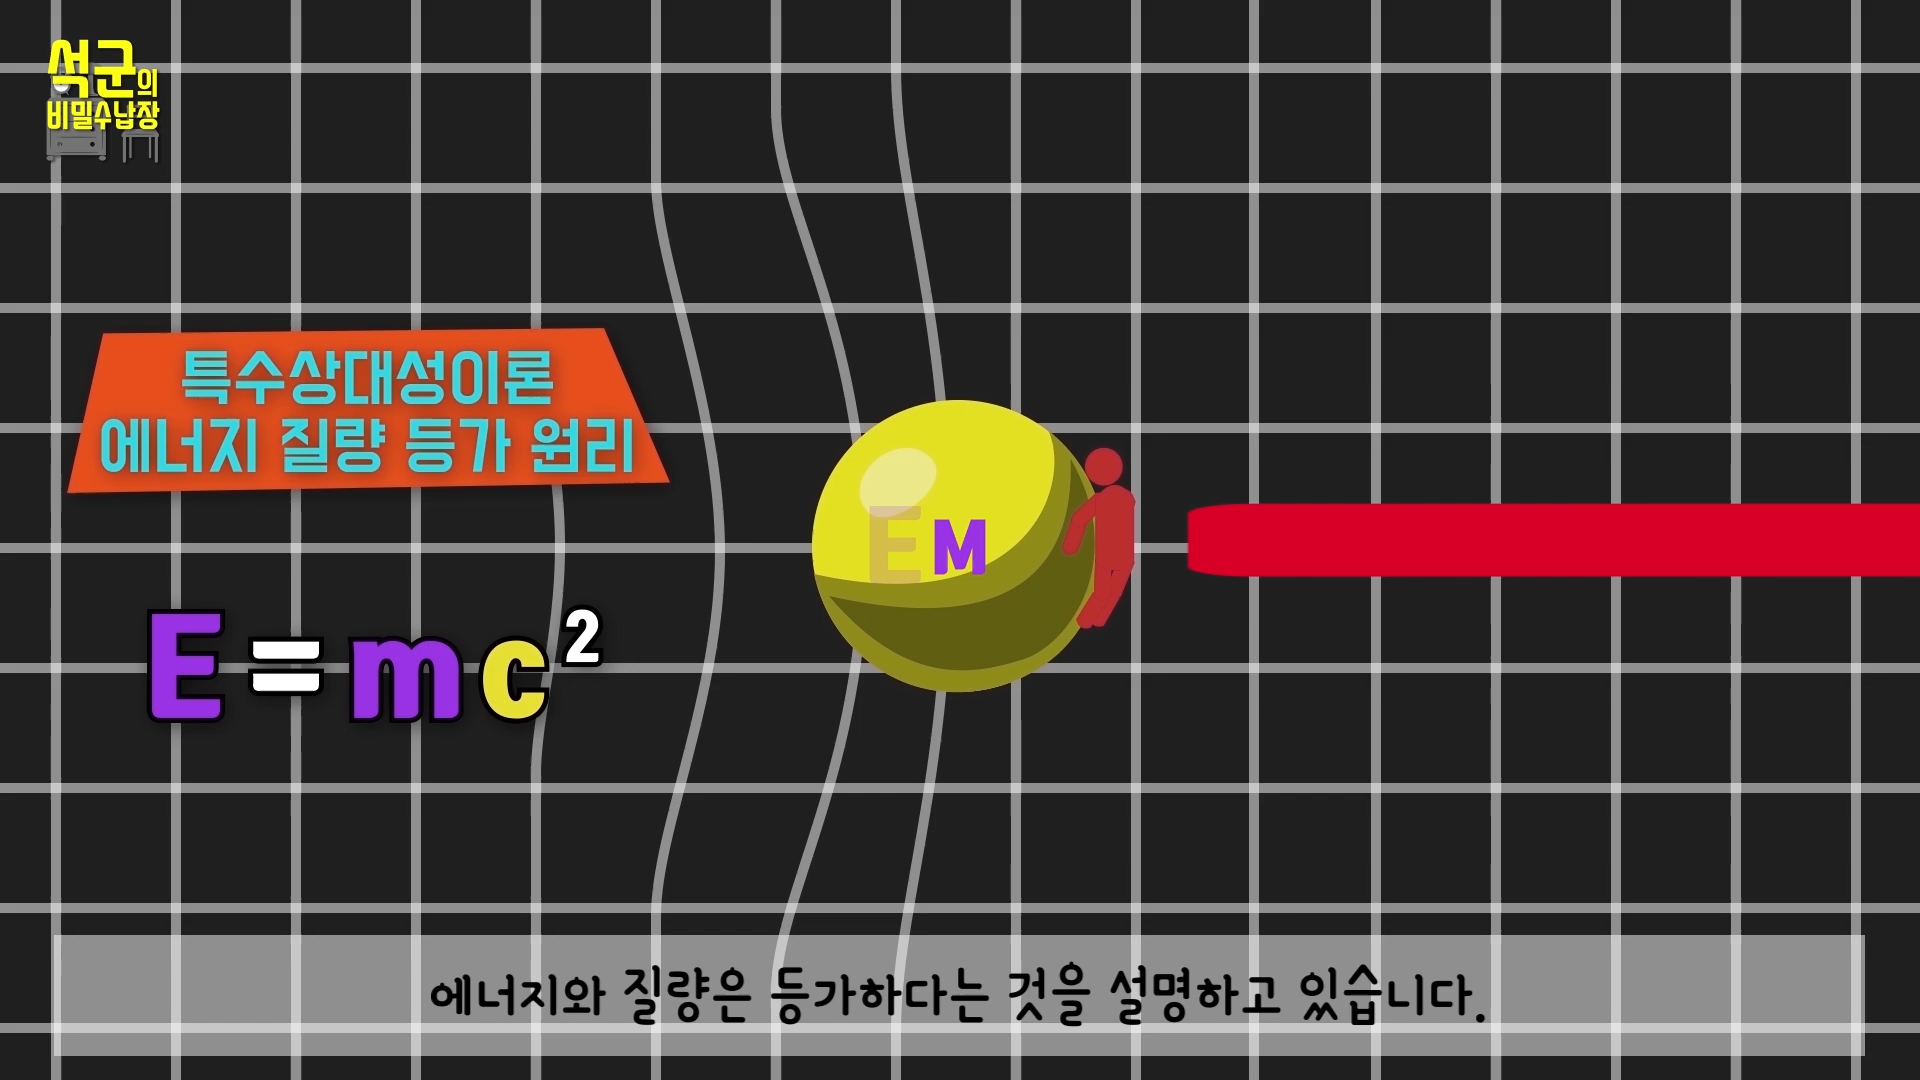 석군의
비밀수납장
특수상대성이론
에너지 질량 등가 원리
E=mc²
E M
에너지와 질량은 등가하다는 것을 설명하고 있습니다.